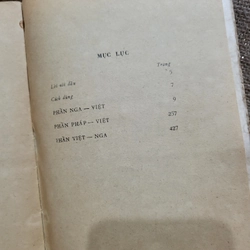 MỤC LỤC
Trang
Lời nói đầu 5
Cách dùng 7
PHẦN NGA — VIỆT 9
PHẦN PHÁP — VIỆT 357
PHẦN VIỆT — NGA 427